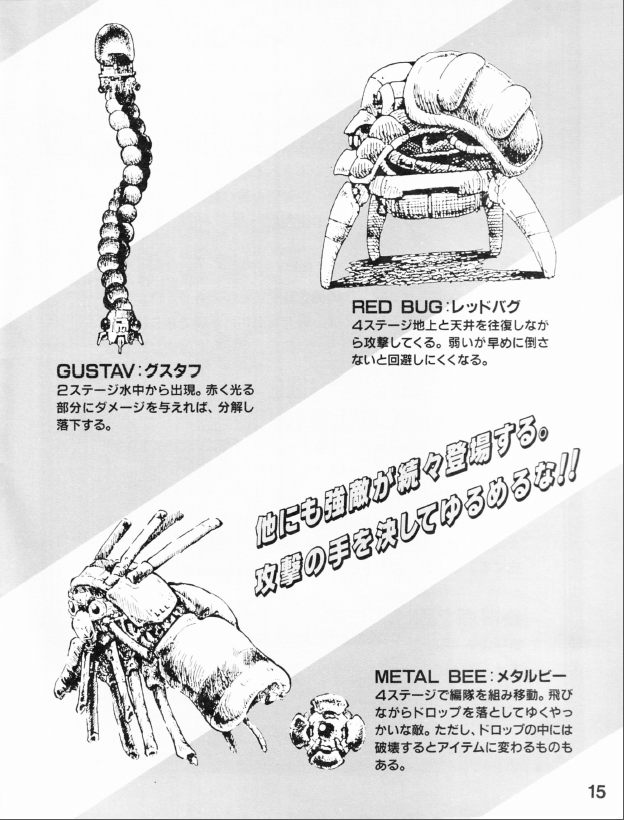 RED BUG:レッドバグ
4ステージ地上と天井を往復しなが
ら攻撃してくる。弱いが早めに倒さ
ないと回避しにくくなる。
GUSTAV:グスタフ
2ステージ水中から出現。赤く光る
部分にダメージを与えれば、分解し
落下する。
他にも強敵が続々登場する。
攻撃の手を決してゆるめるな!!
METAL BEE:メタルビー
4ステージで編隊を組み移動。飛び
ながらドロップを落としてゆくやっ
かいな敵。ただし、ドロップの中には
破壊するとアイテムに変わるものも
ある。
15